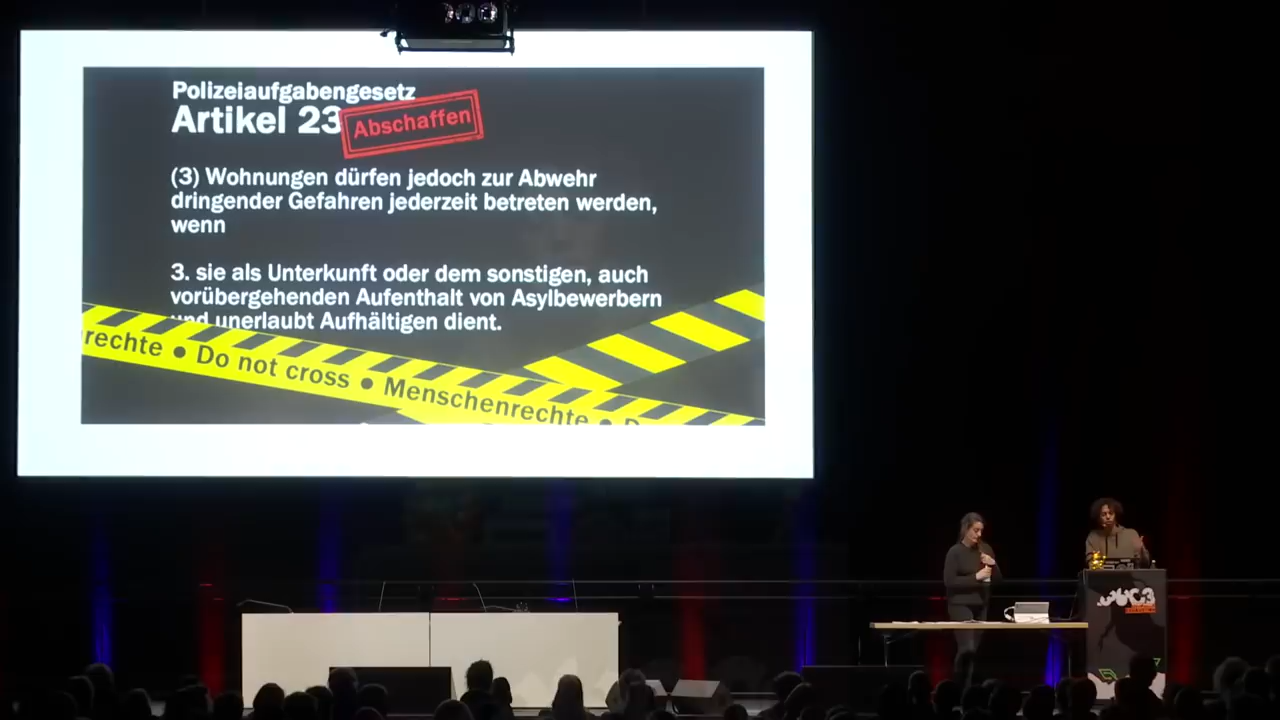 Polizeiaufgabengesetz
Artikel 23
Abschaffen
(3) Wohnungen dürfen jedoch zur Abwehr
dringender Gefahren jederzeit betreten werden,
wenn
3. sie als Unterkunft oder dem sonstigen, auch
vorübergehenden Aufenthalt von Asylbewerbern
und unerlaubt Aufhältigen dient.
rechte • Do not cross • Menschenrechte • D